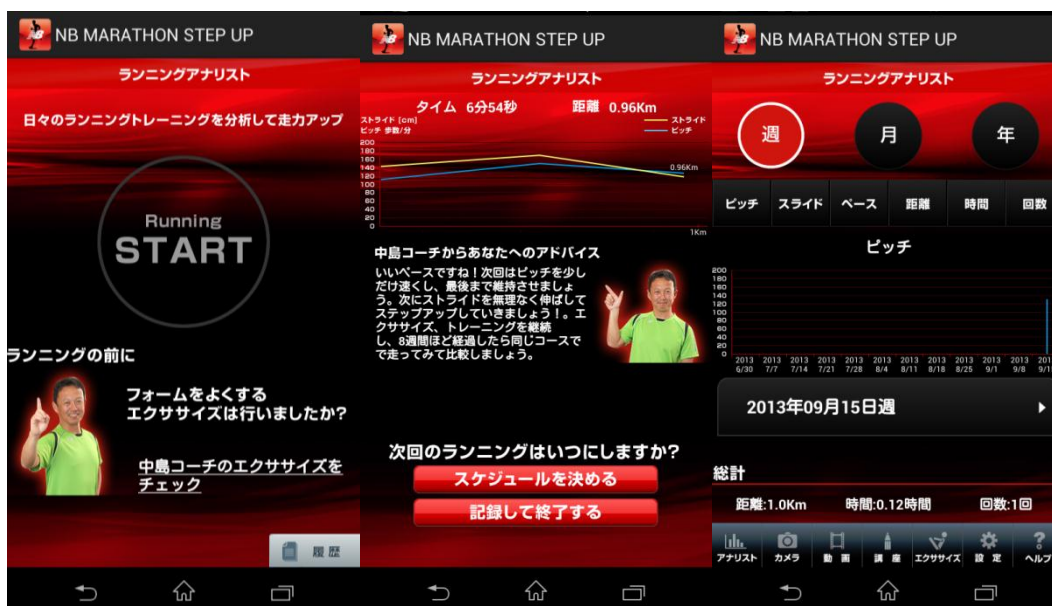 NB MARATHON STEP UP
ランニングアナリスト
日々のランニングトレーニングを分析して走力アップ
Running
START
ランニングの前に
フォームをよくする
エクササイズは行いましたか?
中島コーチのエクササイズを
チェック
履歴
NB MARATHON STEP UP
ランニングアナリスト
タイム 6分54秒 距離 0.96Km
ストライド [cm]
ピッチ 歩数/分
ストライド
ピッチ
200
180
160
140
120
100
80
60
40
20
0
0.96Km
1Km
中島コーチからあなたへのアドバイス
いいペースですね！次回はピッチを少し
だけ速くし、最後まで維持させましょ
う。次にストライドを無理なく伸ばして
ステップアップしていきましょう！。エ
クササイズ、トレーニングを継続
し、8週間ほど経過したら同じコースで
で走ってみて比較しましょう。
次回のランニングはいつにしますか?
スケジュールを決める
記録して終了する
NB MARATHON STEP UP
ランニングアナリスト
週 月 年
ピッチ スライド ペース 距離 時間 回数
ピッチ
200
180
160
140
120
100
80
60
40
20
0
2013 2013 2013 2013 2013 2013 2013 2013 2013 2013 2013 201
6/30 7/7 7/14 7/21 7/28 8/4 8/11 8/18 8/25 9/1 9/8 9/1
2013年09月15日週
総計
距離:1.0Km 時間:0.12時間 回数:1回
アナリスト カメラ 動画 講座 エクササイズ 設定 ヘルプ